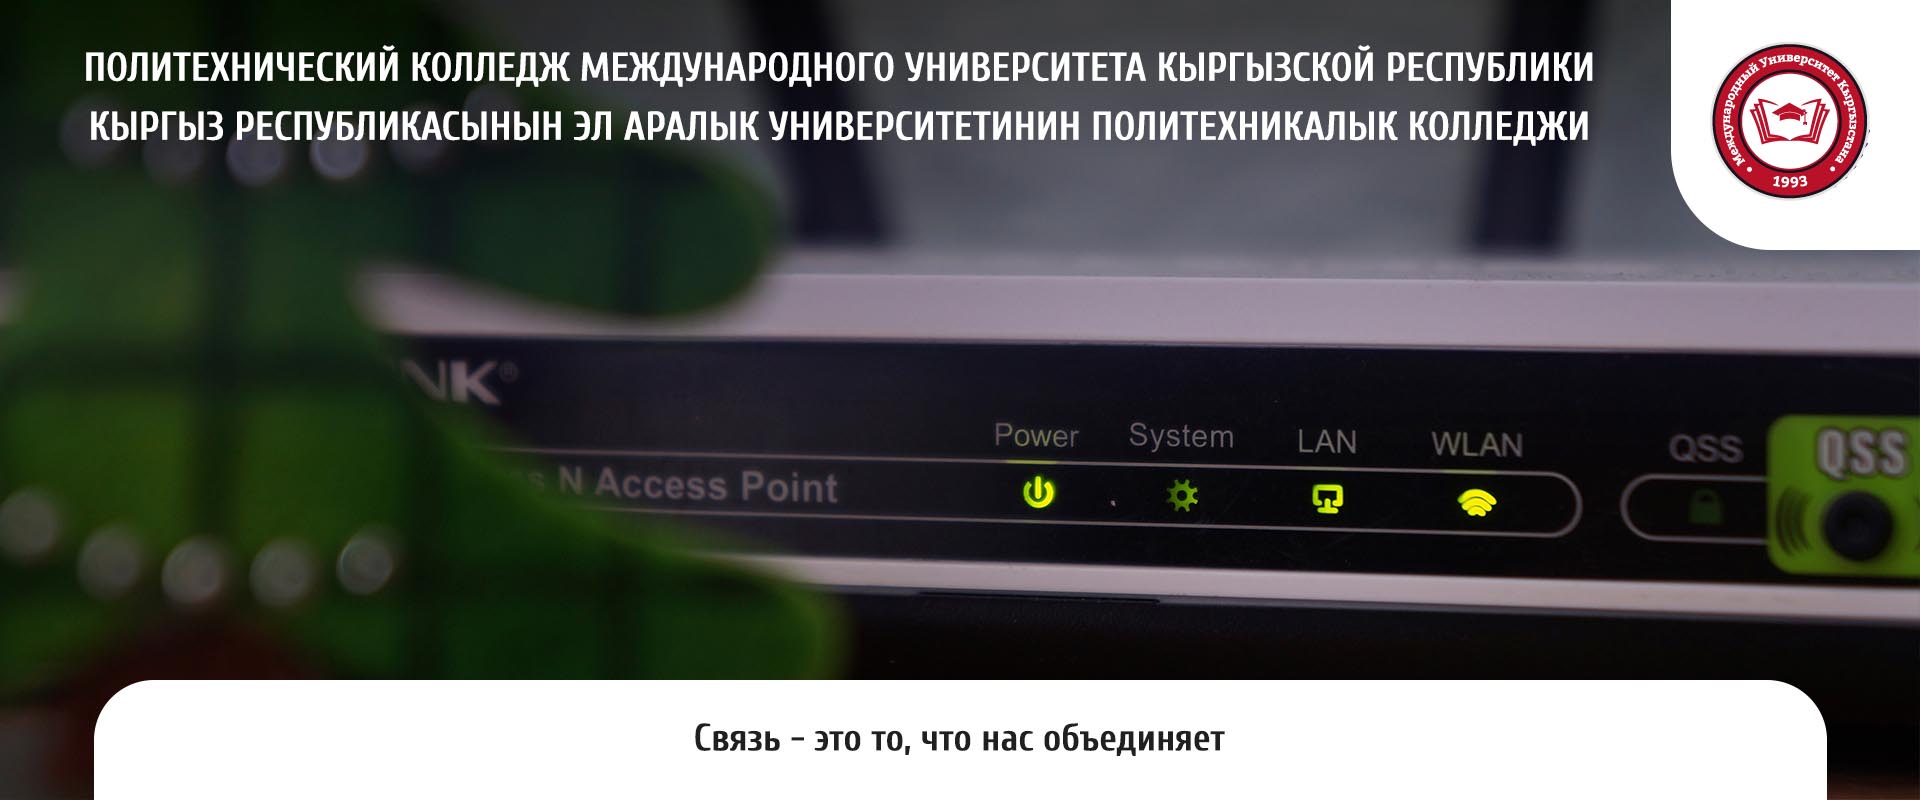 ПОЛИТЕХНИЧЕСКИЙ КОЛЛЕДЖ МЕЖДУНАРОДНОГО УНИВЕРСИТЕТА КЫРГЫЗСКОЙ РЕСПУБЛИКИ
КЫРГЫЗ РЕСПУБЛИКАСЫНЫН ЭЛ АРАЛЫК УНИВЕРСИТЕТИНИН ПОЛИТЕХНИКАЛЫК КОЛЛЕДЖИ
Международный Университет Кыргызстана
1993
NK®
Power System LAN WLAN QSS QSS
s N Access Point
Связь - это то, что нас объединяет